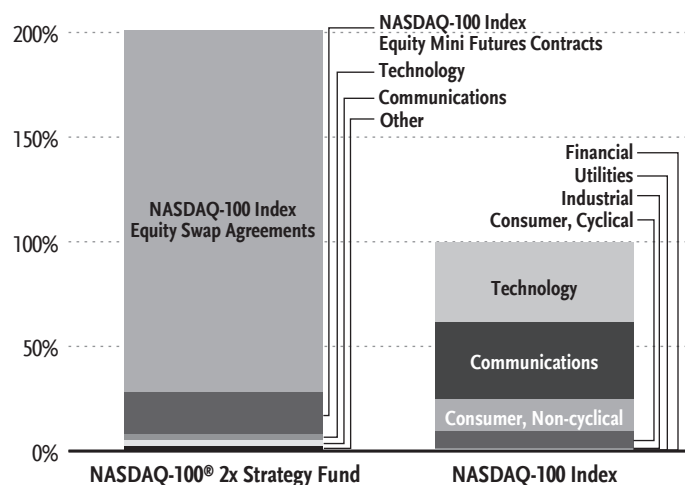 200%
150%
100%
50%
0%
NASDAQ-100 Index
Equity Mini Futures Contracts
Technology
Communications
Other
NASDAQ-100 Index
Equity Swap Agreements
Financial
Utilities
Industrial
Consumer, Cyclical
Technology
Communications
Consumer, Non-cyclical
NASDAQ-100® 2x Strategy Fund
NASDAQ-100 Index